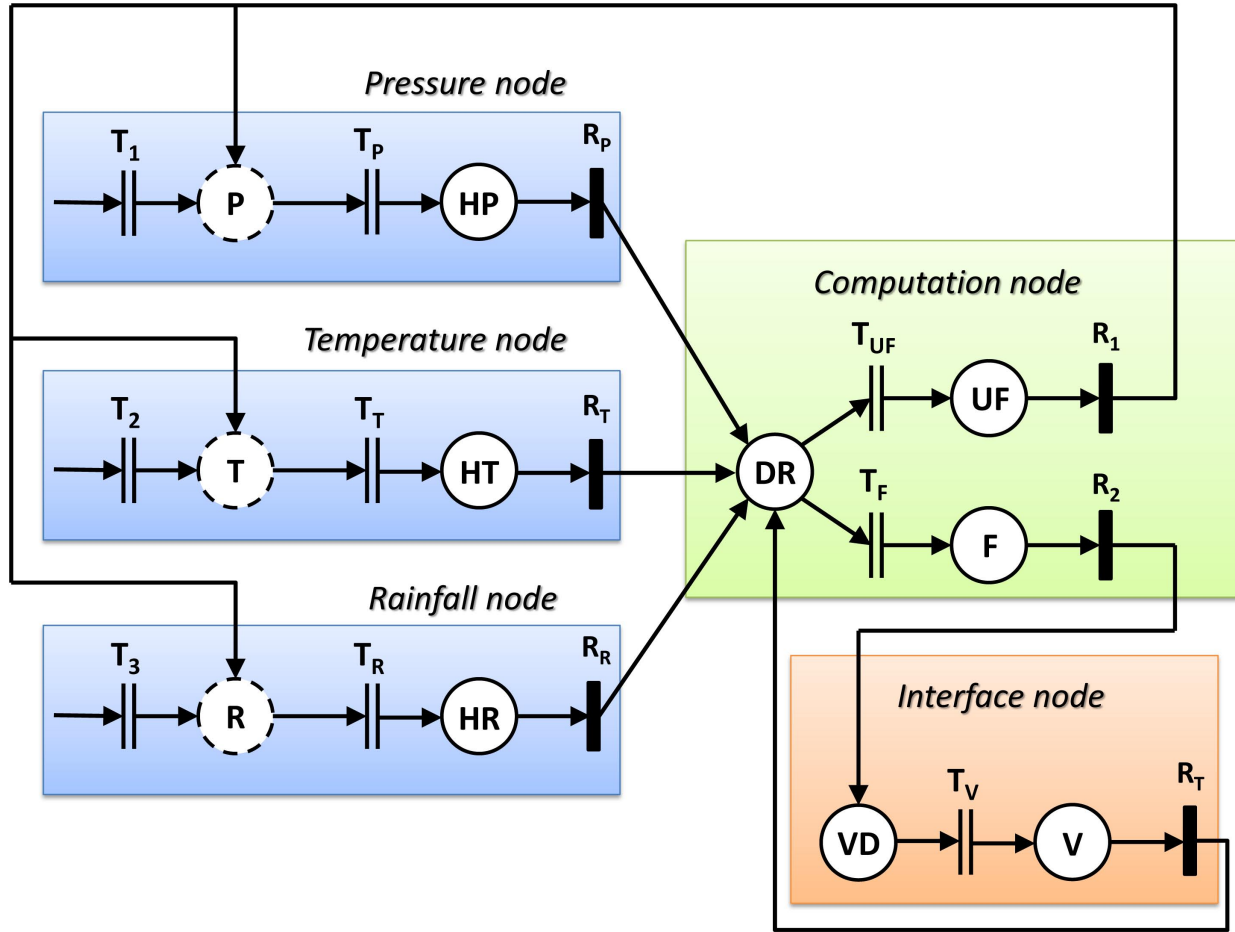 Pressure node
T1
TP
RP
P
HP
Computation node
Temperature node
TUF
R1
UF
T2
TT
RT
T
HT
DR
TF
R2
F
Rainfall node
T3
TR
RR
R
HR
Interface node
TV
RT
VD
V